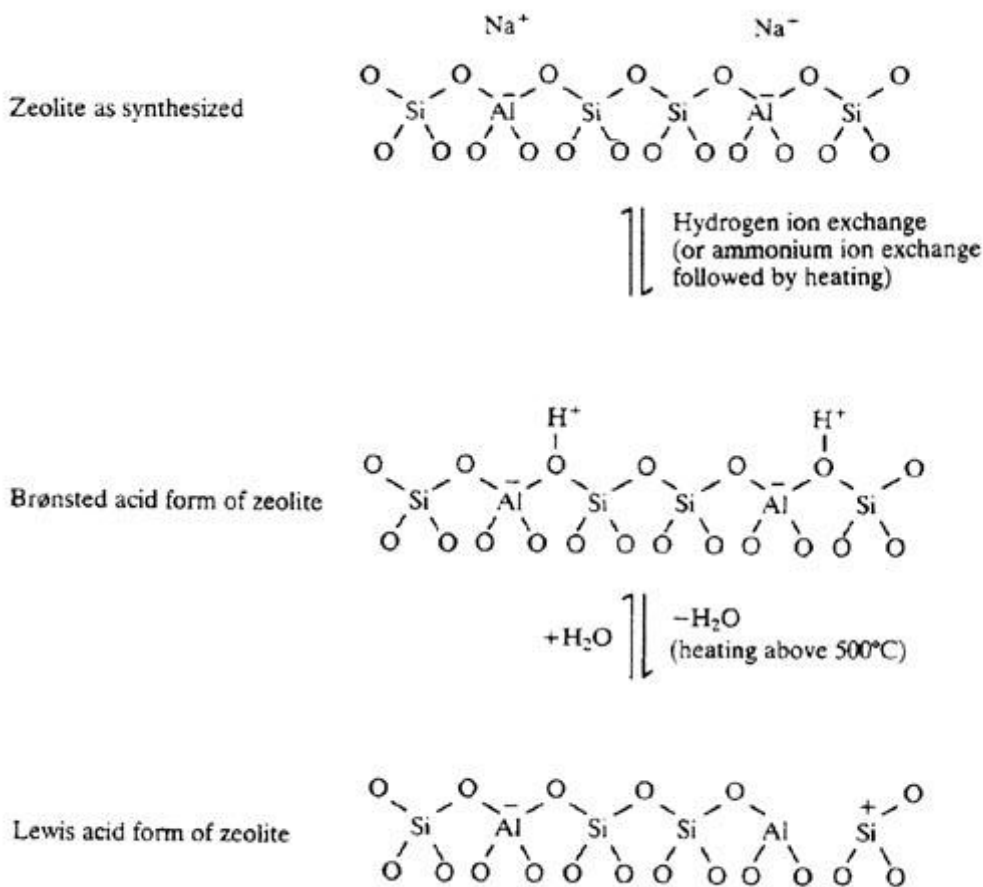 Na⁺ Na⁺
O O O O O O O
Zeolite as synthesized Si Al⁻ Si Si Al⁻ Si
O O O O O O O O O O O O
Hydrogen ion exchange
(or ammonium ion exchange
followed by heating)
H⁺ H⁺
O O O O O O O
Brønsted acid form of zeolite Si Al⁻ Si Si Al⁻ Si
O O O O O O O O O O O O
+H₂O −H₂O
(heating above 500°C)
O O O O O O
Lewis acid form of zeolite Si Al⁻ Si Si Al Si⁺
O O O O O O O O O O O O